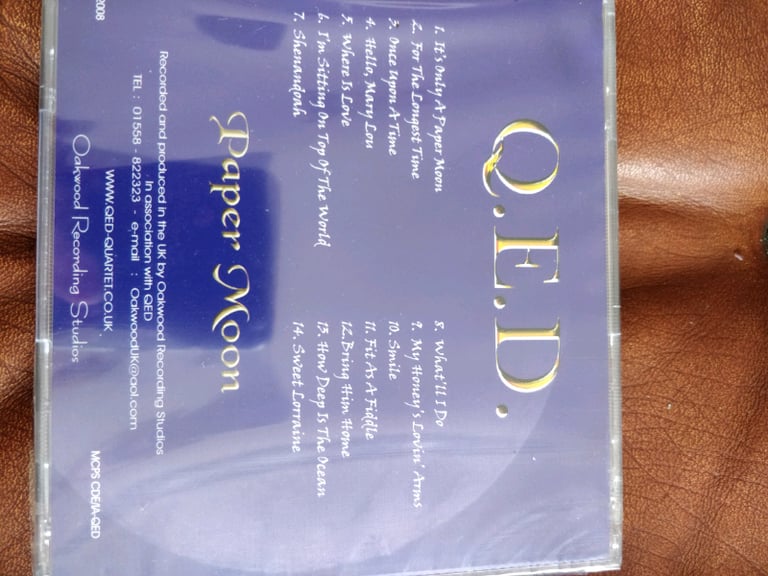 Q.E.D.
1. It's Only A Paper Moon
2. For The Longest Time
3. Once Upon A Time
4. Hello, Mary Lou
5. Where Is Love
6. I'm Sitting On Top Of The World
7. Shenandoah
8. What'll I Do
9. My Honey's Lovin' Arms
10. Smile
11. Fit As A Fiddle
12. Bring Him Home
13. How Deep Is The Ocean
14. Sweet Lorraine
Paper Moon
Recorded and produced in the UK by Oakwood Recording Studios
In association with QED
TEL : 01558 - 822323 - e-mail : OakwoodUK@aol.com
WWW.QED-QUARTET.CO.UK
Oakwood Recording Studios
2008
MCPS CDE/IA-QED